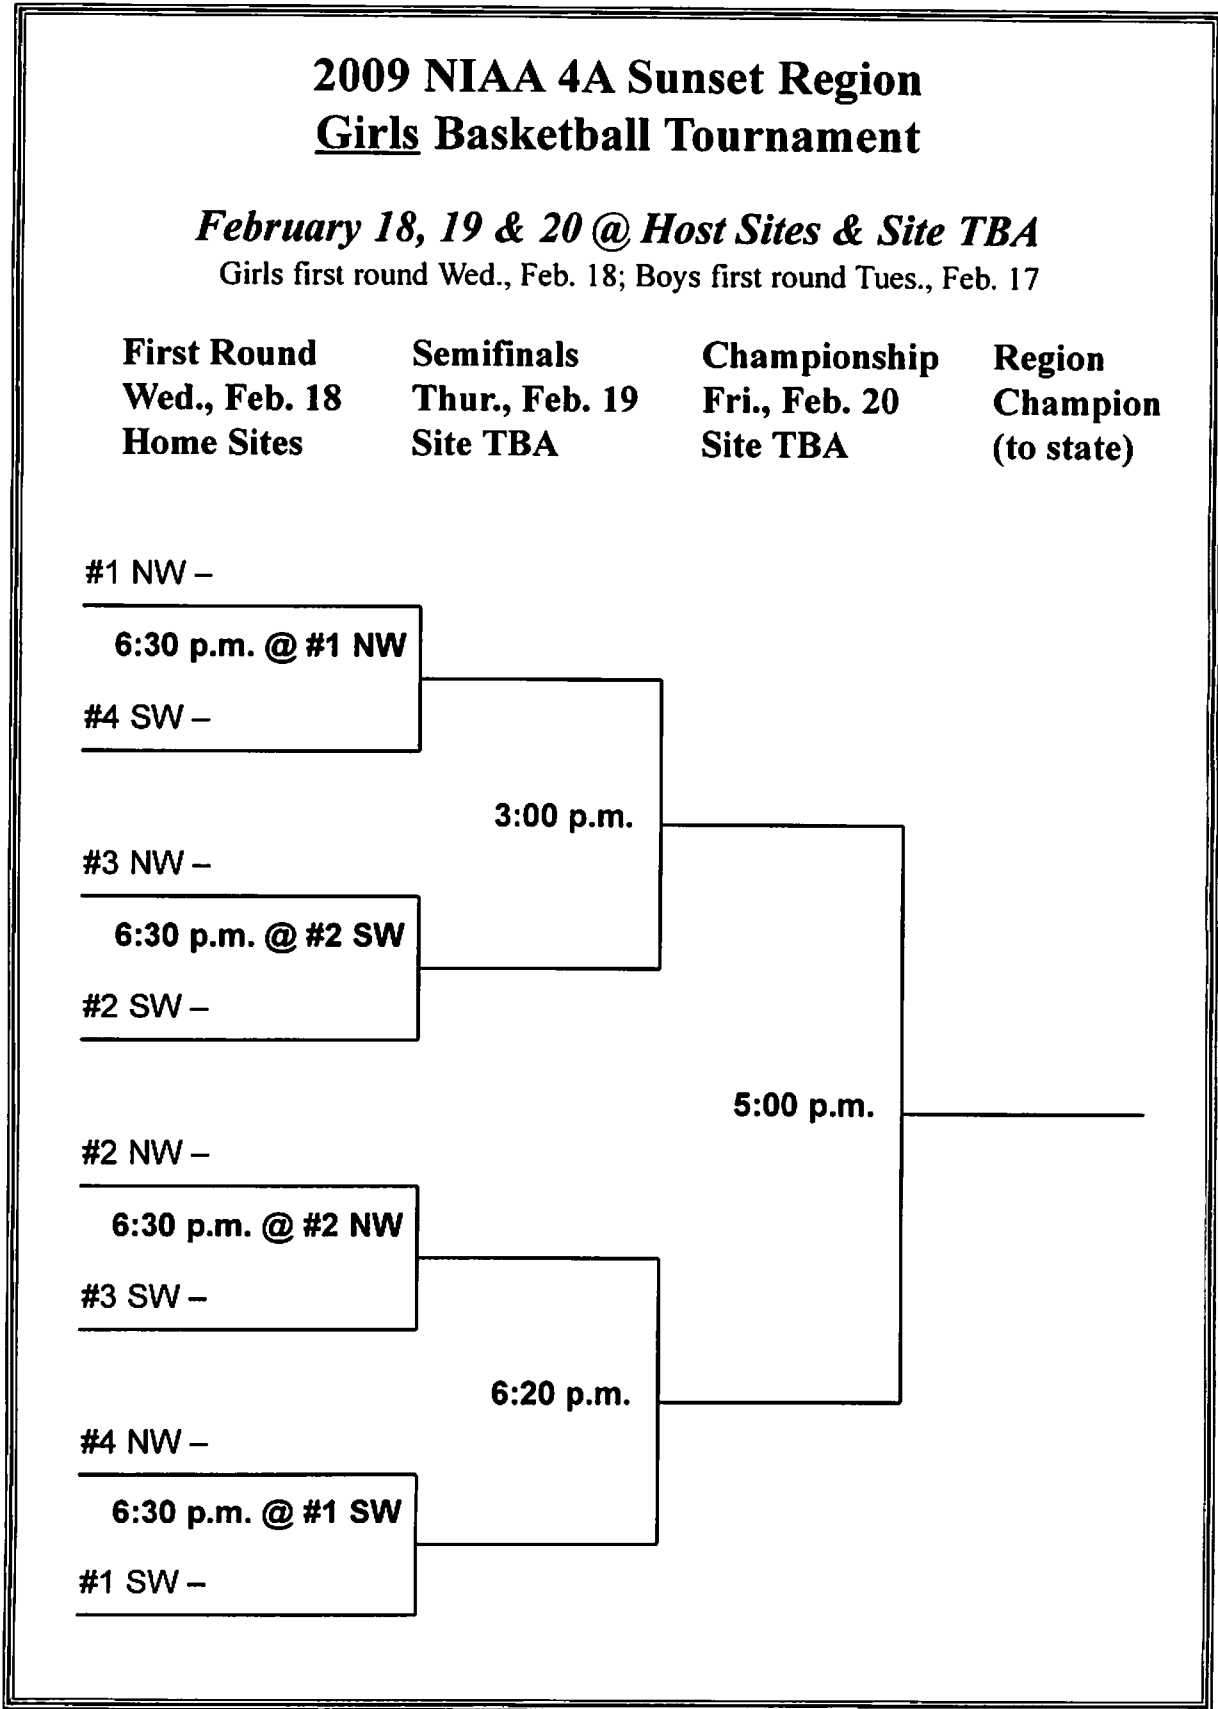 2009 NIAA 4A Sunset Region
Girls Basketball Tournament
February 18, 19 & 20 @ Host Sites & Site TBA
Girls first round Wed., Feb. 18; Boys first round Tues., Feb. 17
First Round
Wed., Feb. 18
Home Sites
Semifinals
Thur., Feb. 19
Site TBA
Championship
Fri., Feb. 20
Site TBA
Region
Champion
(to state)
#1 NW –
6:30 p.m. @ #1 NW
#4 SW –
3:00 p.m.
#3 NW –
6:30 p.m. @ #2 SW
#2 SW –
5:00 p.m.
#2 NW –
6:30 p.m. @ #2 NW
#3 SW –
6:20 p.m.
#4 NW –
6:30 p.m. @ #1 SW
#1 SW –